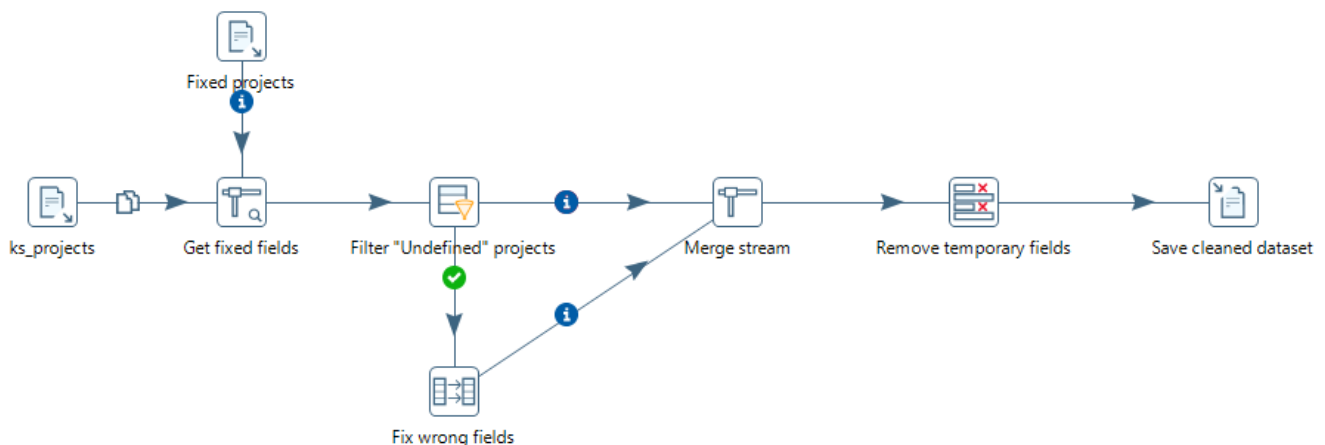 Fixed projects
ks_projects
Get fixed fields
Filter "Undefined" projects
Merge stream
Remove temporary fields
Save cleaned dataset
Fix wrong fields